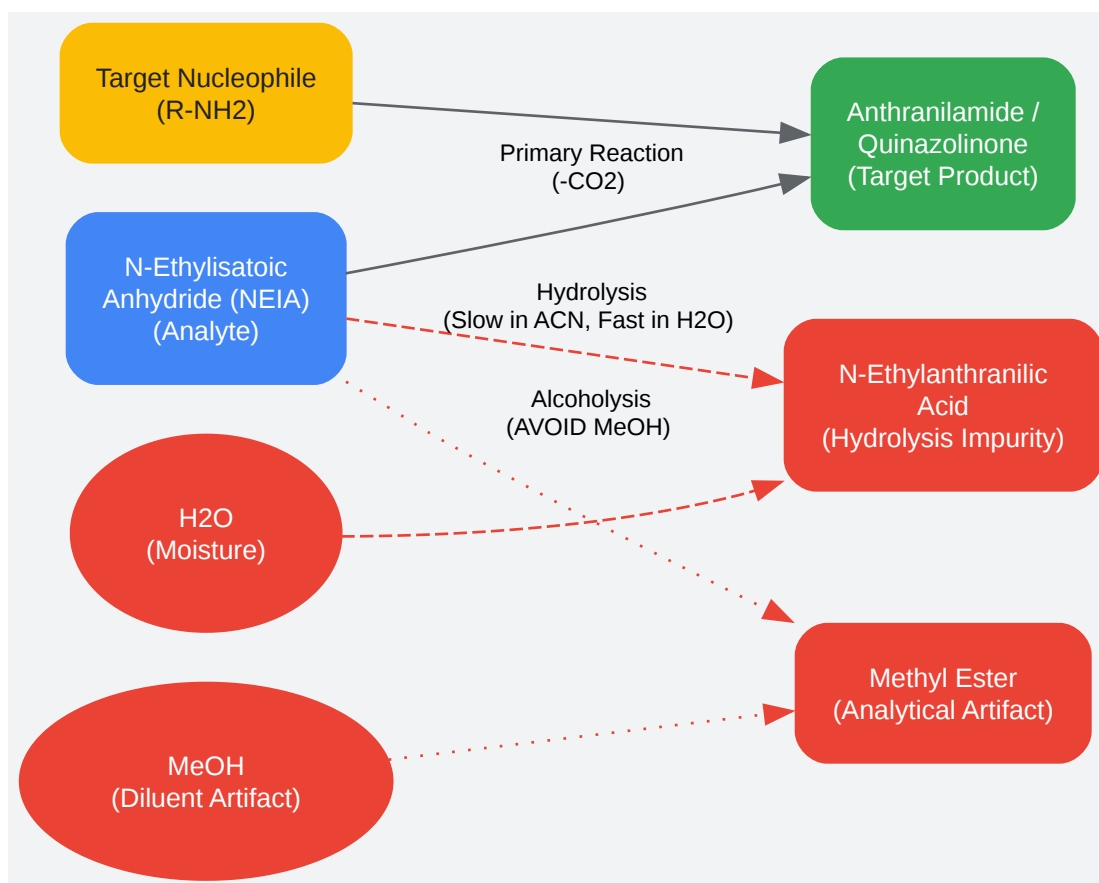 Target Nucleophile
(R-NH2)
Anthranilamide /
Quinazolinone
(Target Product)
Primary Reaction
(-CO2)
N-Ethylisatoic
Anhydride (NEIA)
(Analyte)
Hydrolysis
(Slow in ACN, Fast in H2O)
N-Ethylanthranilic
Acid
(Hydrolysis Impurity)
Alcoholysis
(AVOID MeOH)
H2O
(Moisture)
Methyl Ester
(Analytical Artifact)
MeOH
(Diluent Artifact)